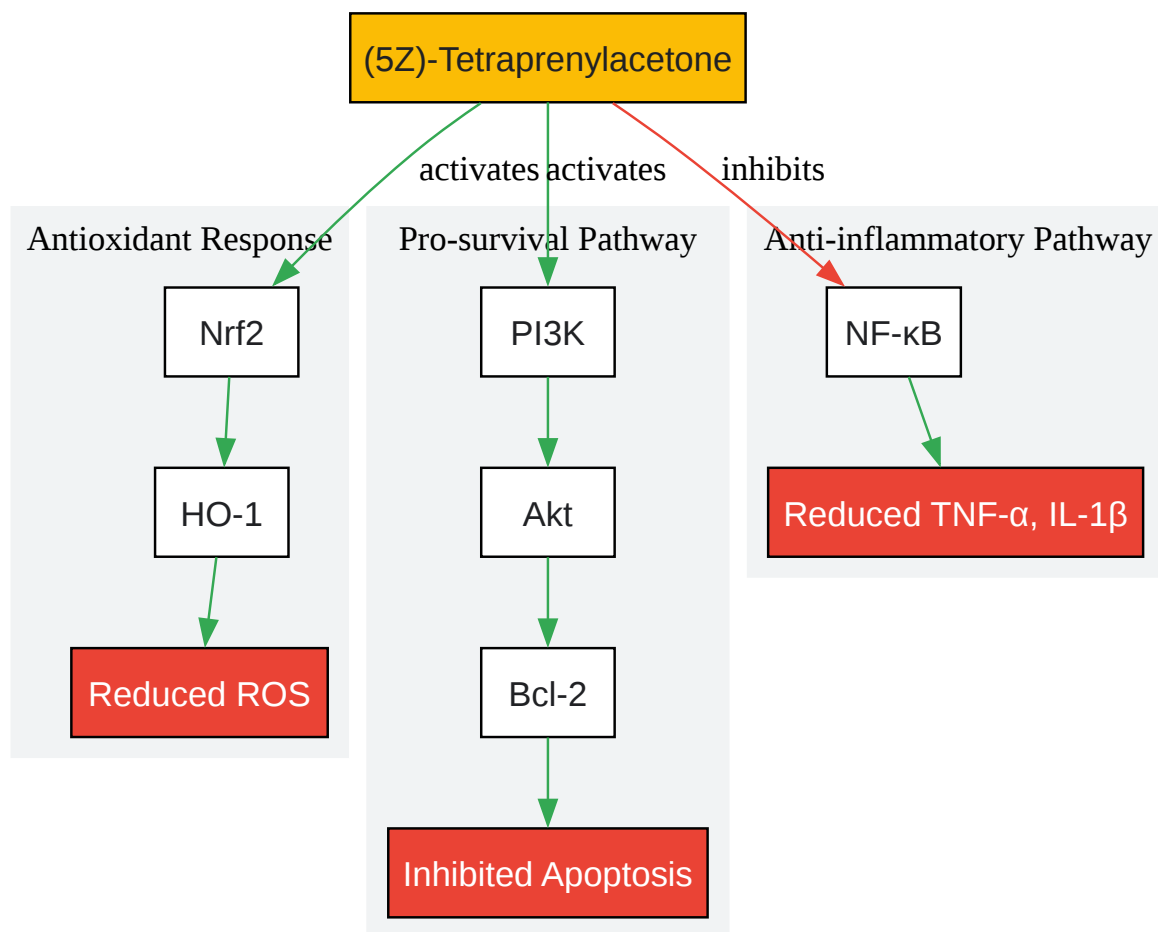 (5Z)-Tetraprenylacetone
activates
activates
inhibits
Antioxidant Response
Pro-survival Pathway
Anti-inflammatory Pathway
Nrf2
PI3K
NF-κB
HO-1
Akt
Reduced TNF-α, IL-1β
Reduced ROS
Bcl-2
Inhibited Apoptosis